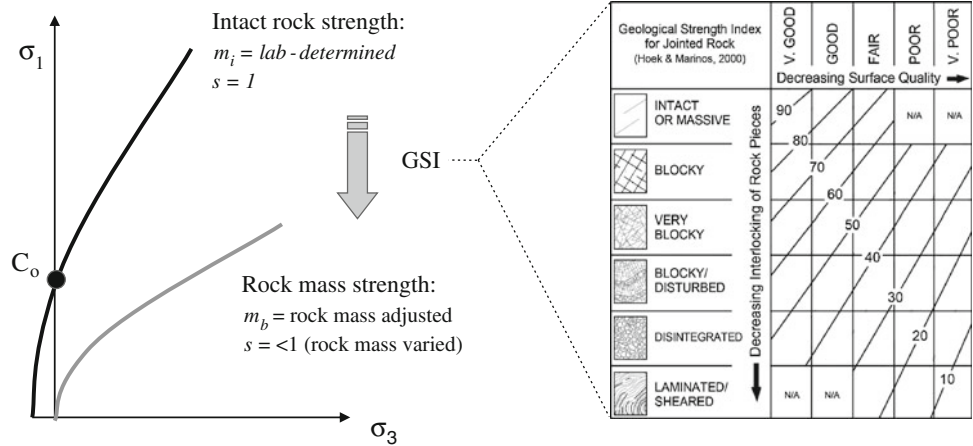 σ1
Intact rock strength:
mi = lab - determined
s = 1
GSI
Co
Rock mass strength:
mb = rock mass adjusted
s = <1 (rock mass varied)
σ3
Geological Strength Index
for Jointed Rock
(Hoek & Marinos, 2000)
V. GOOD
GOOD
FAIR
POOR
V. POOR
Decreasing Surface Quality
Decreasing Interlocking of Rock Pieces
INTACT
OR MASSIVE
BLOCKY
VERY
BLOCKY
BLOCKY/
DISTURBED
DISINTEGRATED
LAMINATED/
SHEARED
90
N/A
N/A
80
70
60
50
40
30
20
10
N/A
N/A